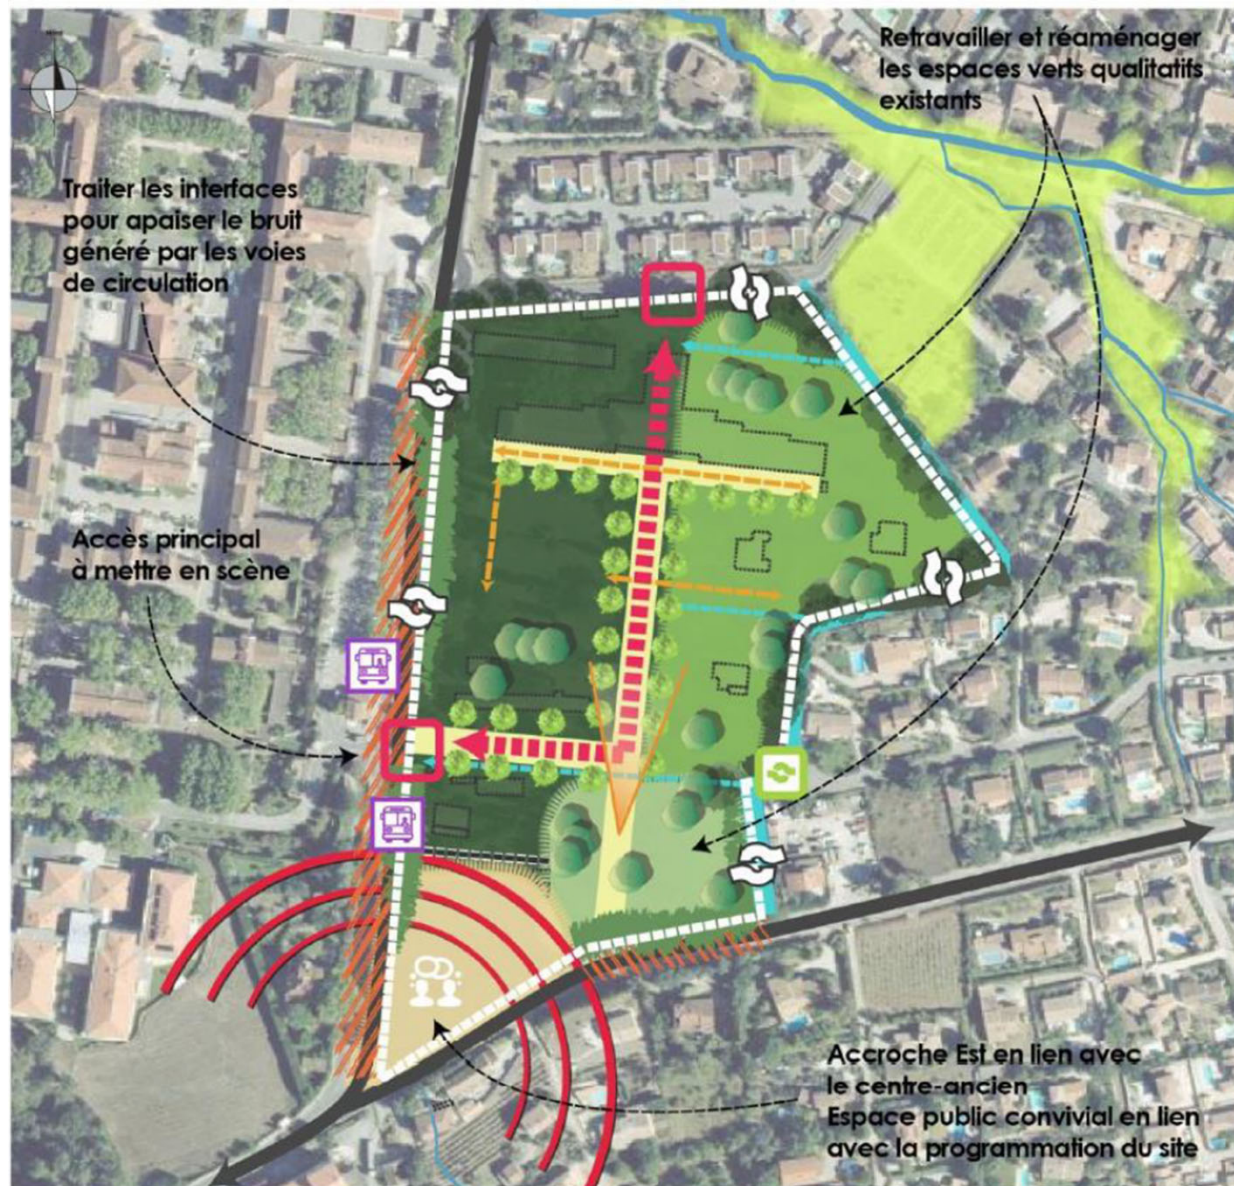 Retravailler et réaménager
les espaces verts qualitatifs
existants
Traiter les interfaces
pour apaiser le bruit
généré par les voies
de circulation
Accès principal
à mettre en scène
Accroche Est en lien avec
le centre-ancien
Espace public convivial en lien
avec la programmation du site